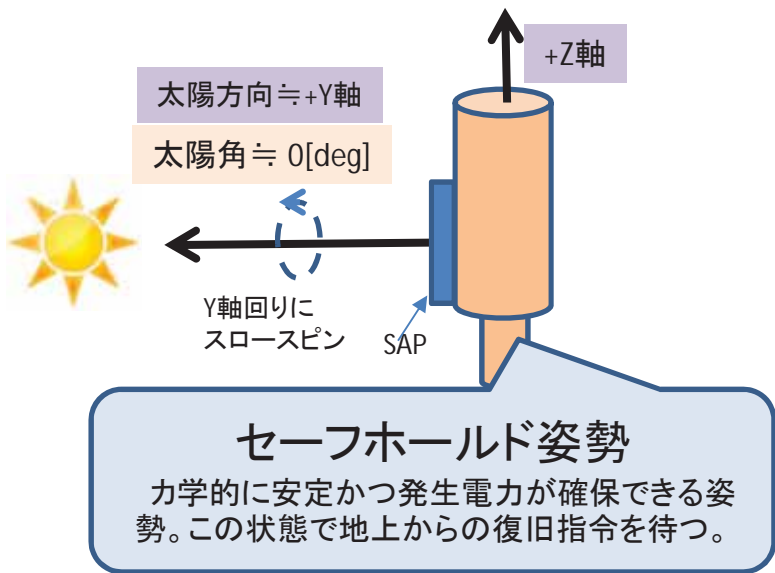 +Z軸
太陽方向≒+Y軸
太陽角≒ 0[deg]
Y軸回りに
スロースピン
SAP
セーフホールド姿勢
力学的に安定かつ発生電力が確保できる姿
勢。この状態で地上からの復旧指令を待つ。